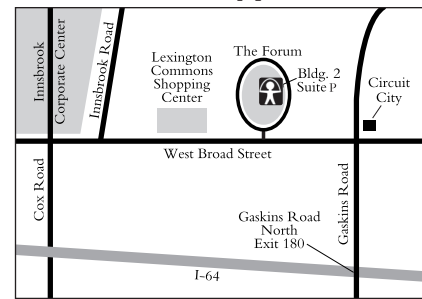 Innsbrook
Corporate Center
Innsbrook Road
Lexington
Commons
Shopping
Center
The Forum
Bldg. 2
Suite P
Circuit
City
West Broad Street
Cox Road
Gaskins Road
North
Exit 180
Gaskins Road
I-64